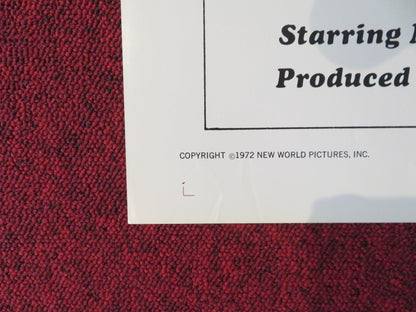 Starring
Produced
COPYRIGHT ©1972 NEW WORLD PICTURES, INC.